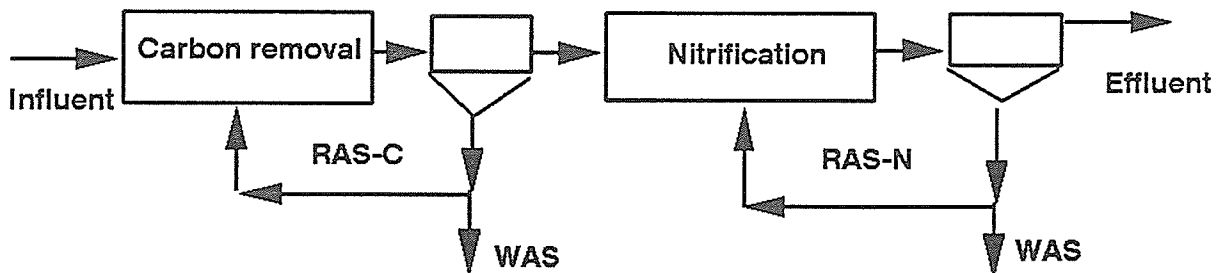 Carbon removal
Nitrification
Influent
Effluent
RAS-C
RAS-N
WAS
WAS